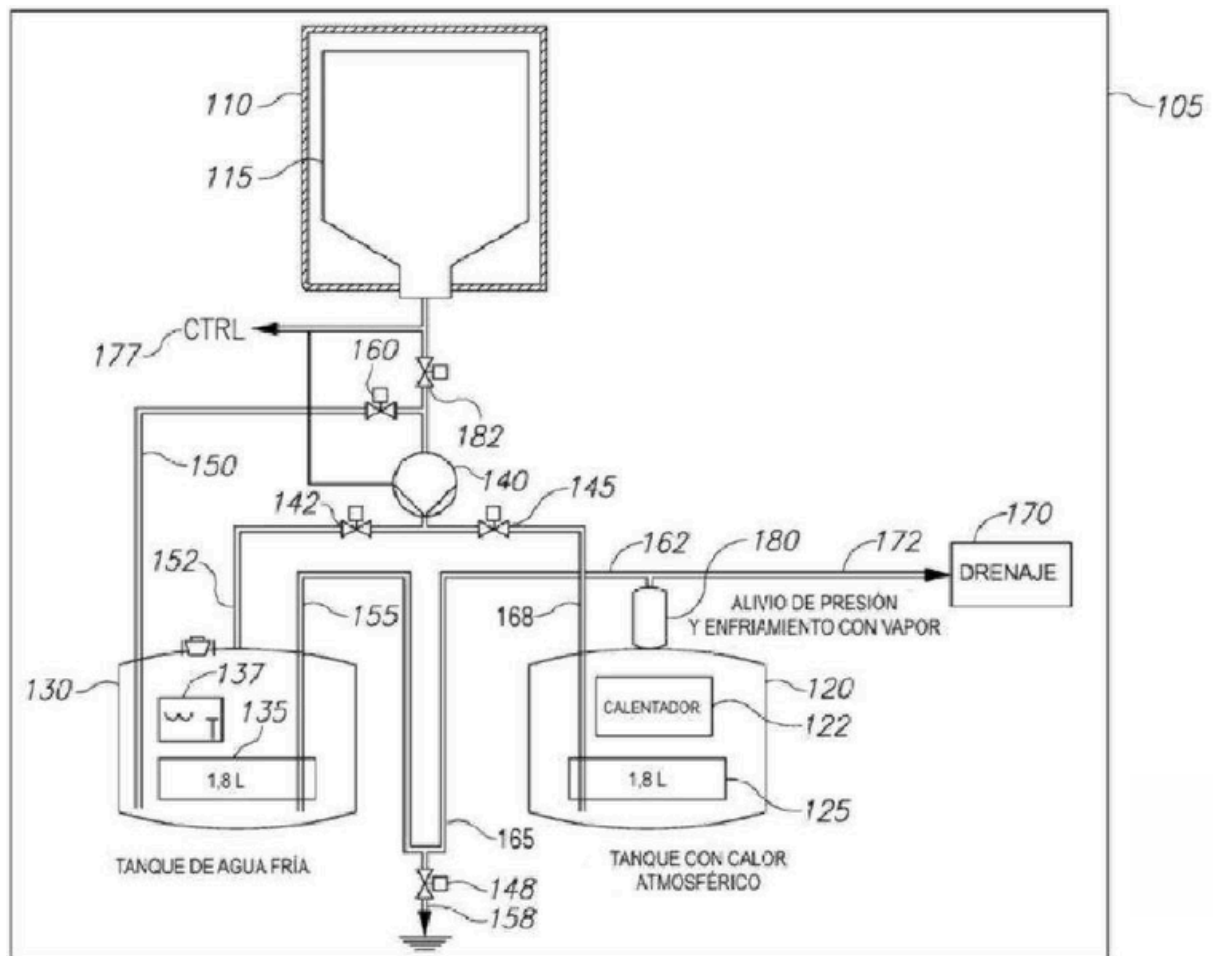 110
105
115
CTRL
177
160
182
150
140
142
145
170
162
180
172
DRENAJE
152
155
168
ALIVIO DE PRESIÓN
Y ENFRIAMIENTO CON VAPOR
130
137
135
120
CALENTADOR
122
1,8 L
1,8 L
125
165
TANQUE DE AGUA FRÍA
TANQUE CON CALOR
ATMOSFÉRICO
148
158